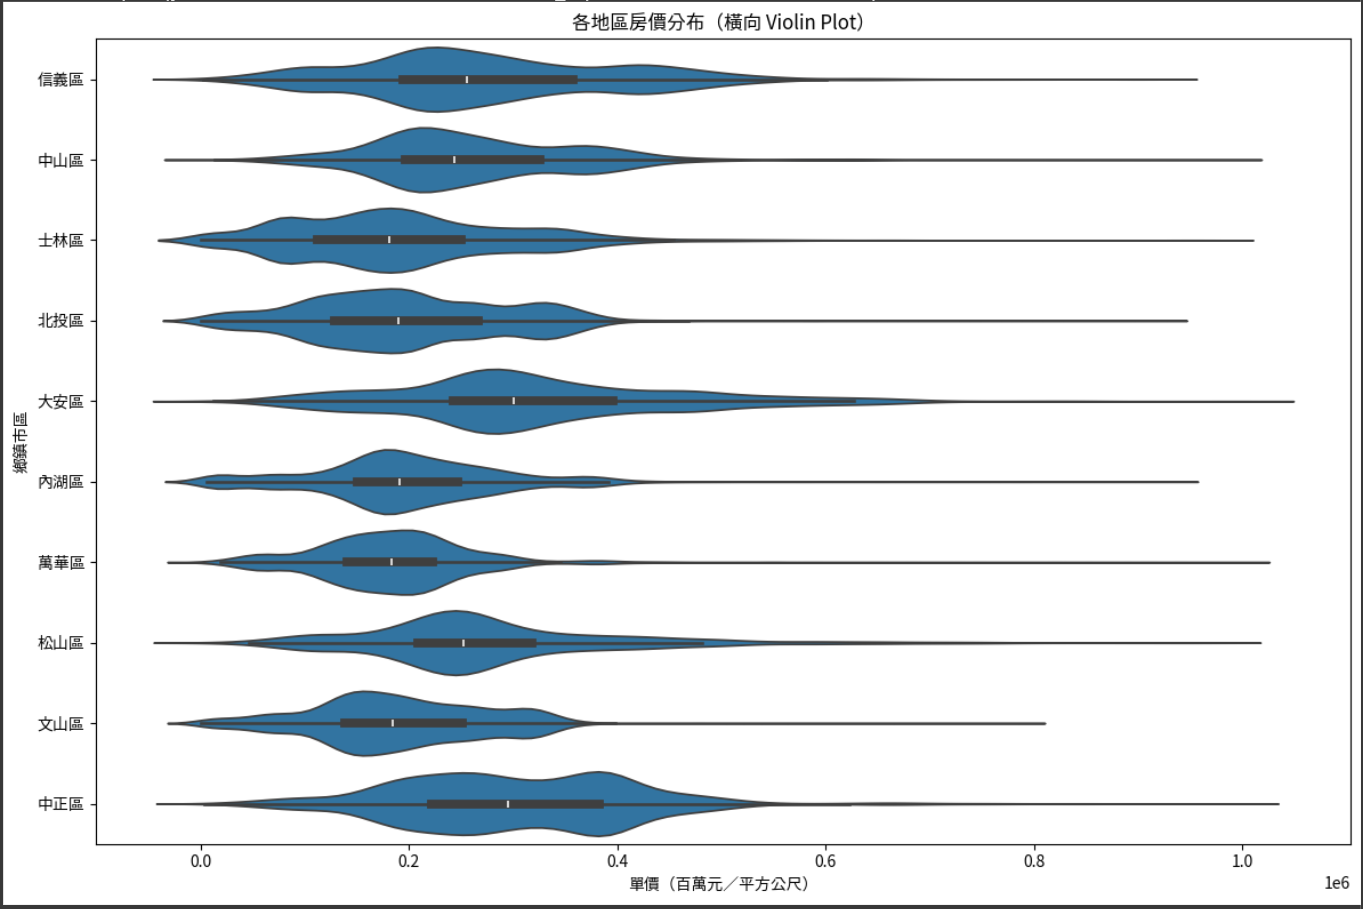 各地區房價分布（橫向 Violin Plot）
信義區
中山區
士林區
北投區
大安區
內湖區
萬華區
松山區
文山區
中正區
鄉鎮市區
0.0 0.2 0.4 0.6 0.8 1.0
1e6
單價（百萬元／平方公尺）